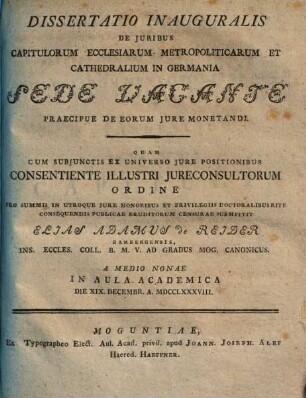 DISSERTATIO INAUGURALIS
DE JURIBUS
CAPITULORUM ECCLESIARUM METROPOLITICARUM ET
CATHEDRALIUM IN GERMANIA
SEDE VACANTE
PRAECIPUE DE EORUM JURE MONETANDI.
QUAM
CUM SUBJUNCTIS EX UNIVERSO JURE POSITIONIBUS
CONSENTIENTE ILLUSTRI JURECONSULTORUM
ORDINE
PRO SUMMIS IN UTROQUE JURE HONORIBUS ET PRIVILEGIIS DOCTORALIBUS RITE
CONSEQUENDIS PUBLICAE ERUDITORUM CENSURAE SUBMITTIT
ELIAS ADAMUS De REIDER
BAMBERGENSIS,
INS. ECCLES. COLL. B. M. V. AD GRADUS MOG. CANONICUS.
A MEDIO NONAE
IN AULA ACADEMICA
DIE XIX. DECEMBR. A. MDCCLXXXVIII.
MOGUNTIAE,
Ex Typographeo Elect. Aul. Acad. privil. apud JOANN. JOSEPH. ALEF
Haered. HAEFFNER.